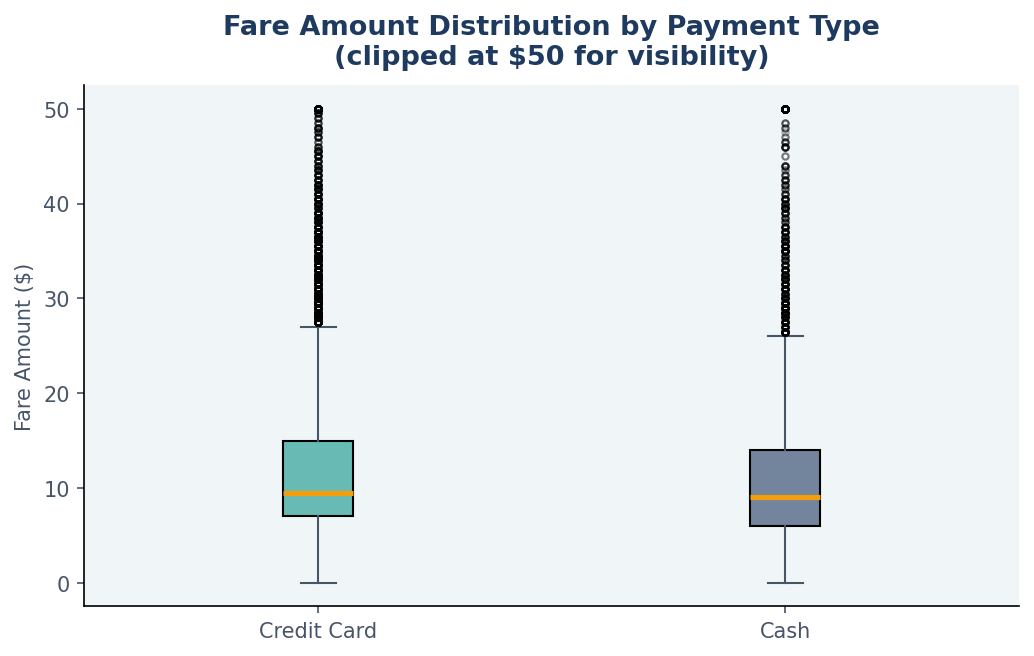 Fare Amount Distribution by Payment Type
(clipped at $50 for visibility)
Fare Amount ($)
50
40
30
20
10
0
Credit Card
Cash